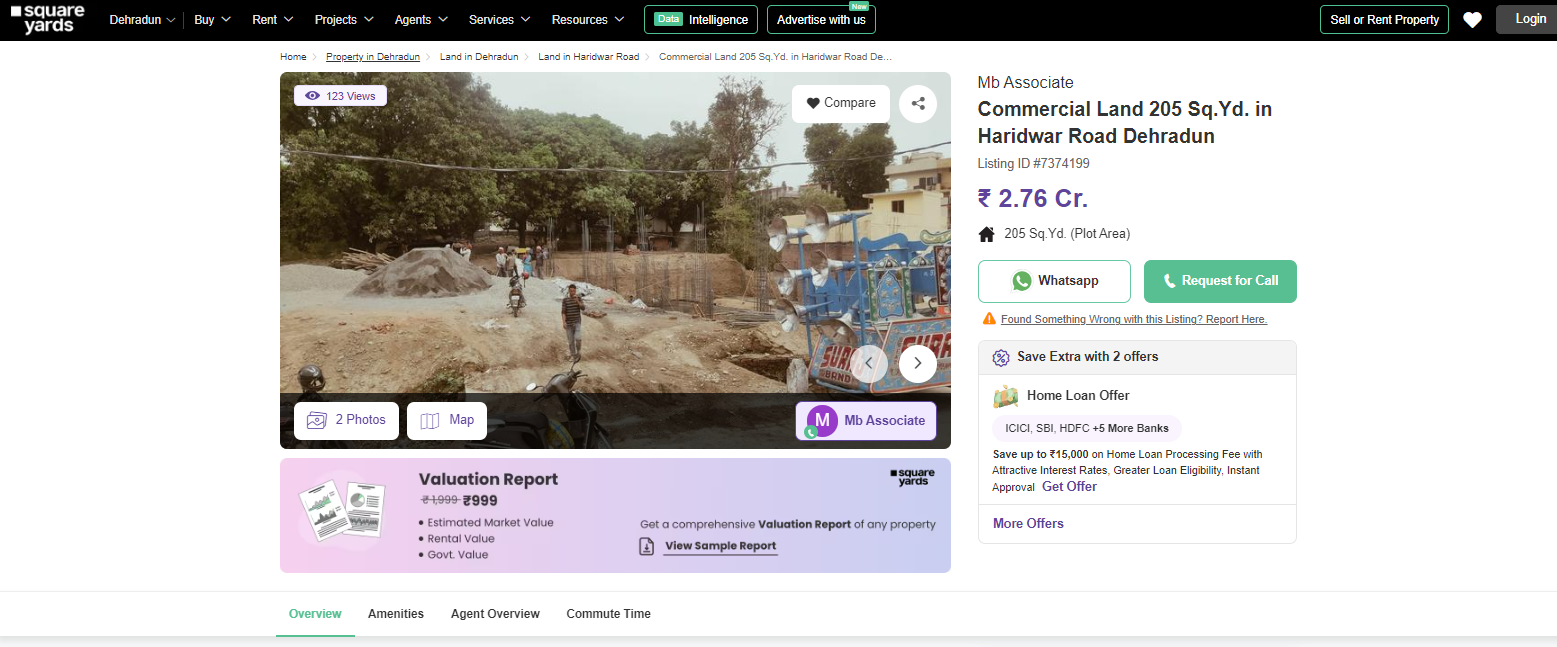 square
yards
Dehradun
Buy
Rent
Projects
Agents
Services
Resources
Data Intelligence
Advertise with us
New
Sell or Rent Property
Login
Home
Property in Dehradun
Land in Dehradun
Land in Haridwar Road
Commercial Land 205 Sq.Yd. in Haridwar Road De...
123 Views
Compare
2 Photos
Map
M
Mb Associate
BAND
Mb Associate
Commercial Land 205 Sq.Yd. in
Haridwar Road Dehradun
Listing ID #7374199
₹ 2.76 Cr.
205 Sq.Yd. (Plot Area)
Whatsapp
Request for Call
Found Something Wrong with this Listing? Report Here.
Save Extra with 2 offers
Home Loan Offer
ICICI, SBI, HDFC +5 More Banks
Save up to ₹15,000 on Home Loan Processing Fee with
Attractive Interest Rates, Greater Loan Eligibility, Instant
Approval Get Offer
More Offers
Valuation Report
₹ 1,999 ₹999
• Estimated Market Value
• Rental Value
• Govt. Value
square
yards
Get a comprehensive Valuation Report of any property
View Sample Report
Overview
Amenities
Agent Overview
Commute Time